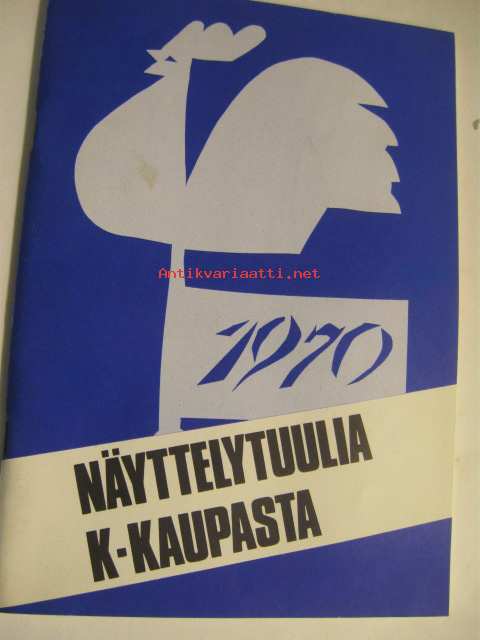 Antikvariaatti.net
1970
NÄYTTELYTUULIA
K-KAUPASTA